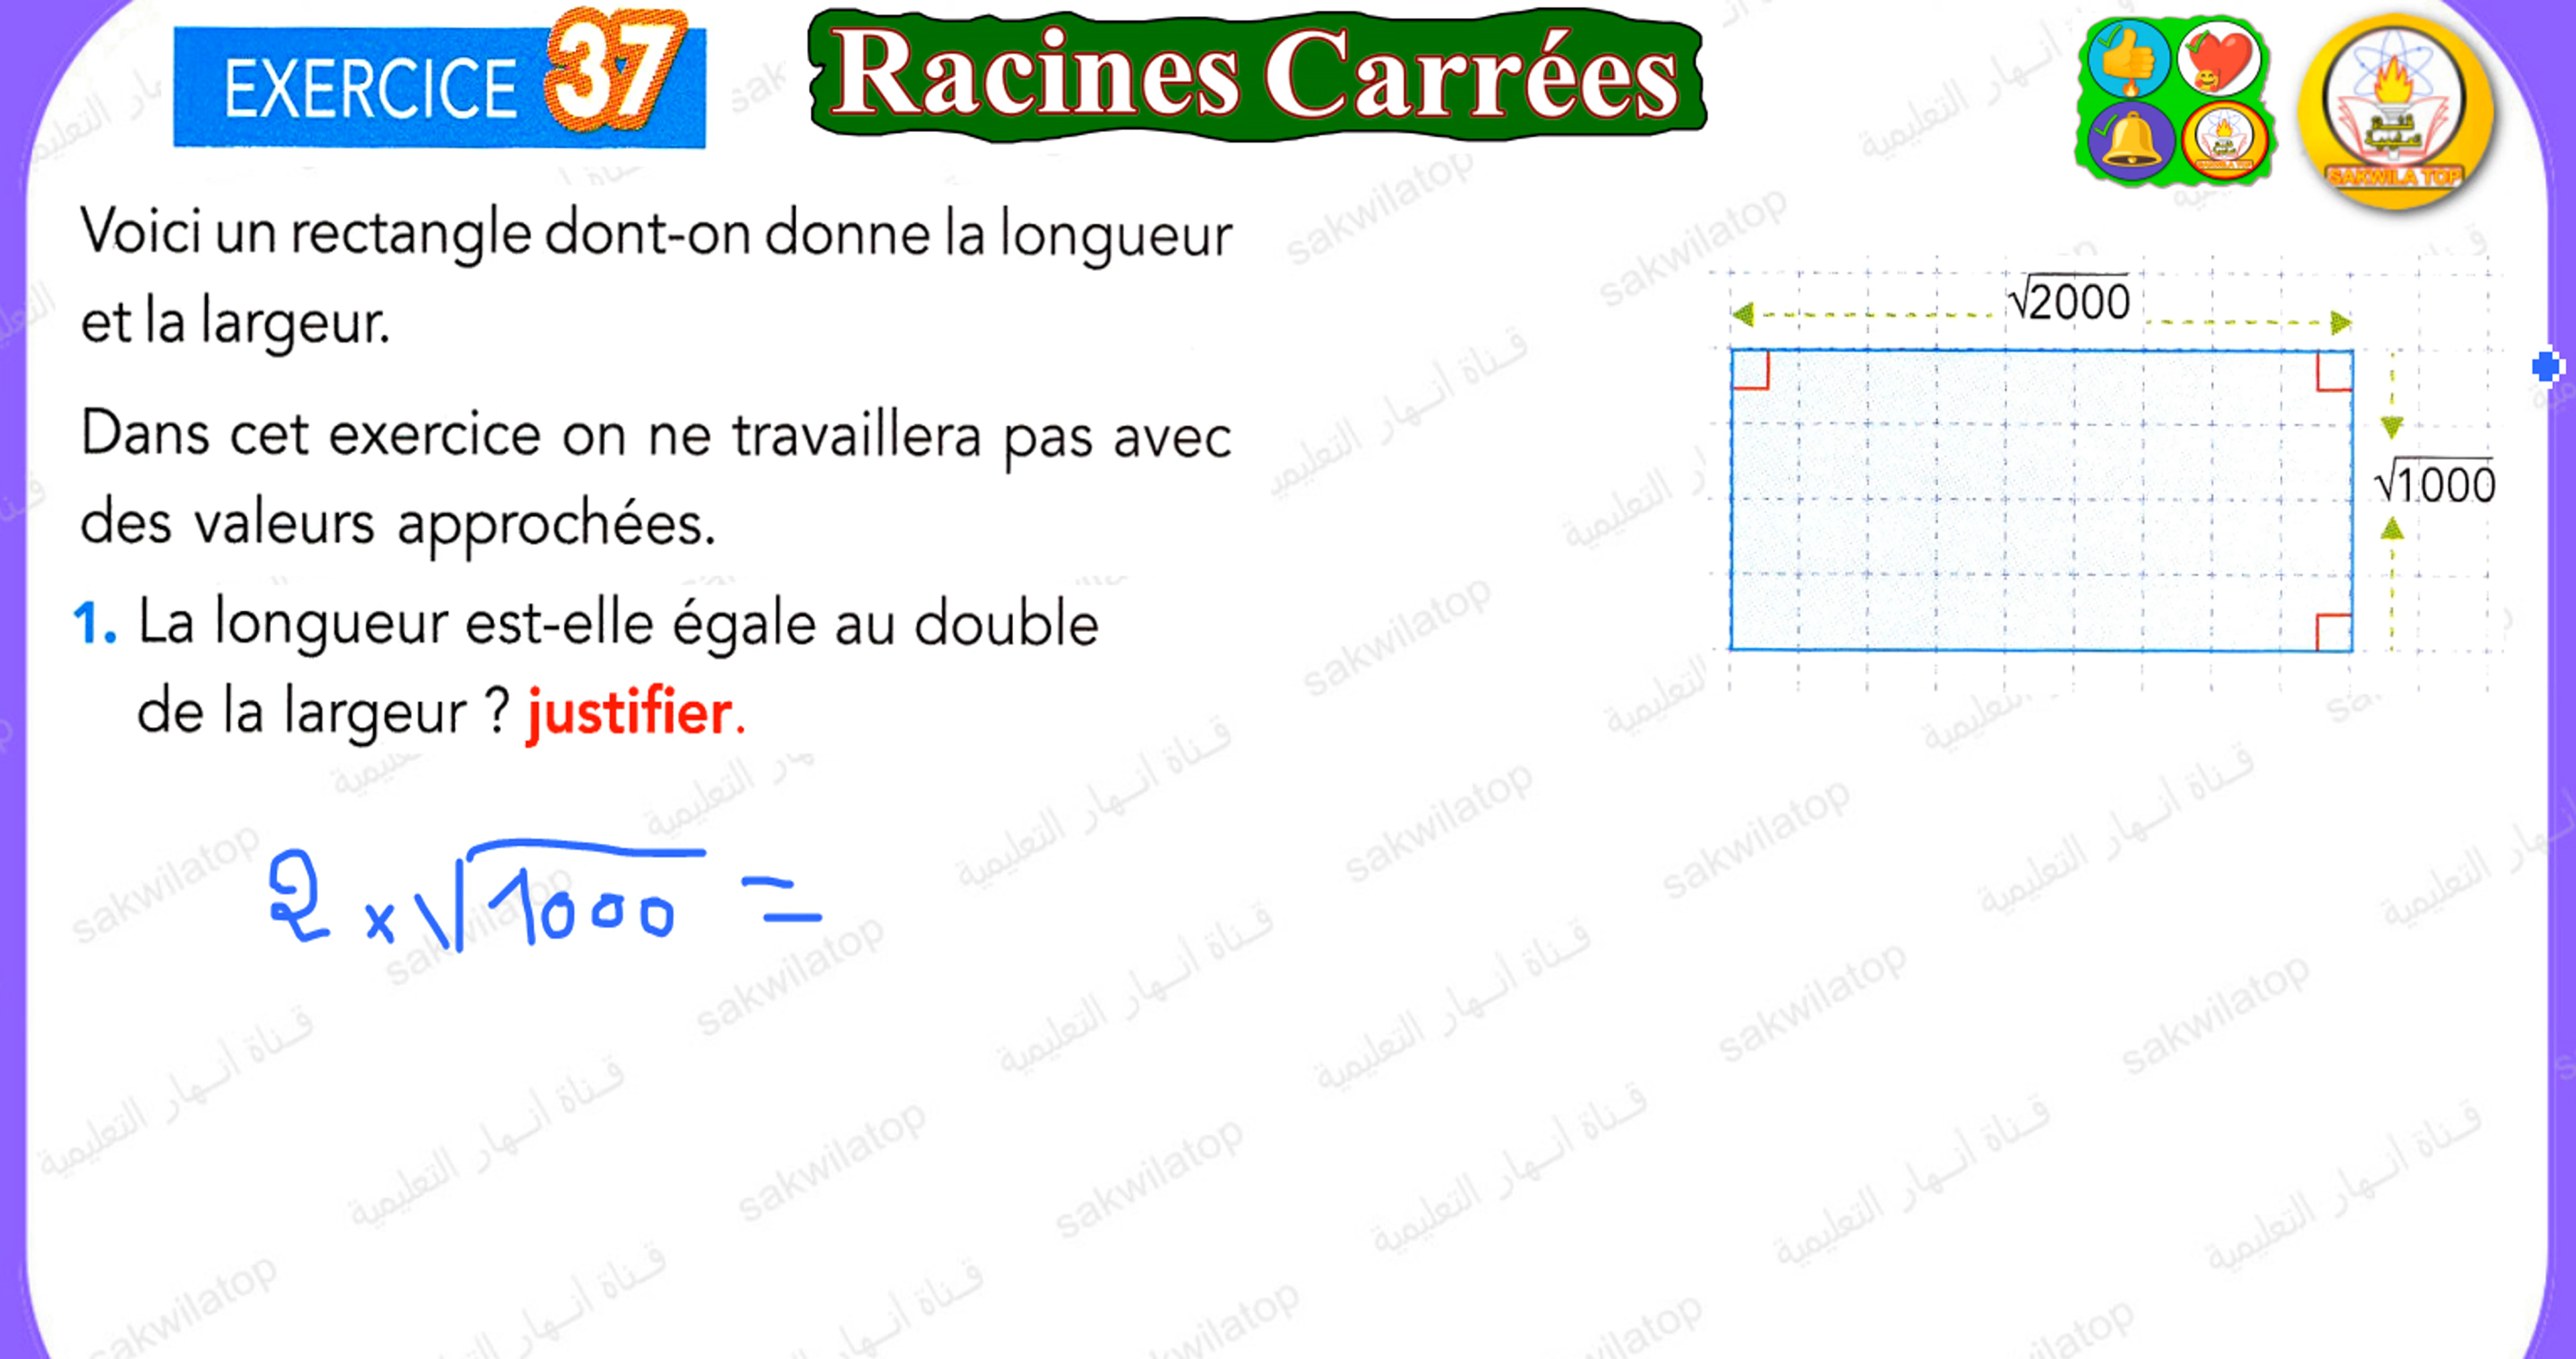 EXERCICE 37
Racines Carrées
SAKWILA TOP
Voici un rectangle dont-on donne la longueur
et la largeur.
Dans cet exercice on ne travaillera pas avec
des valeurs approchées.
1. La longueur est-elle égale au double
de la largeur ? justifier.
√2000
√1000
2 × √1000 =
sakwilatop
قناة أنهار التعليمية